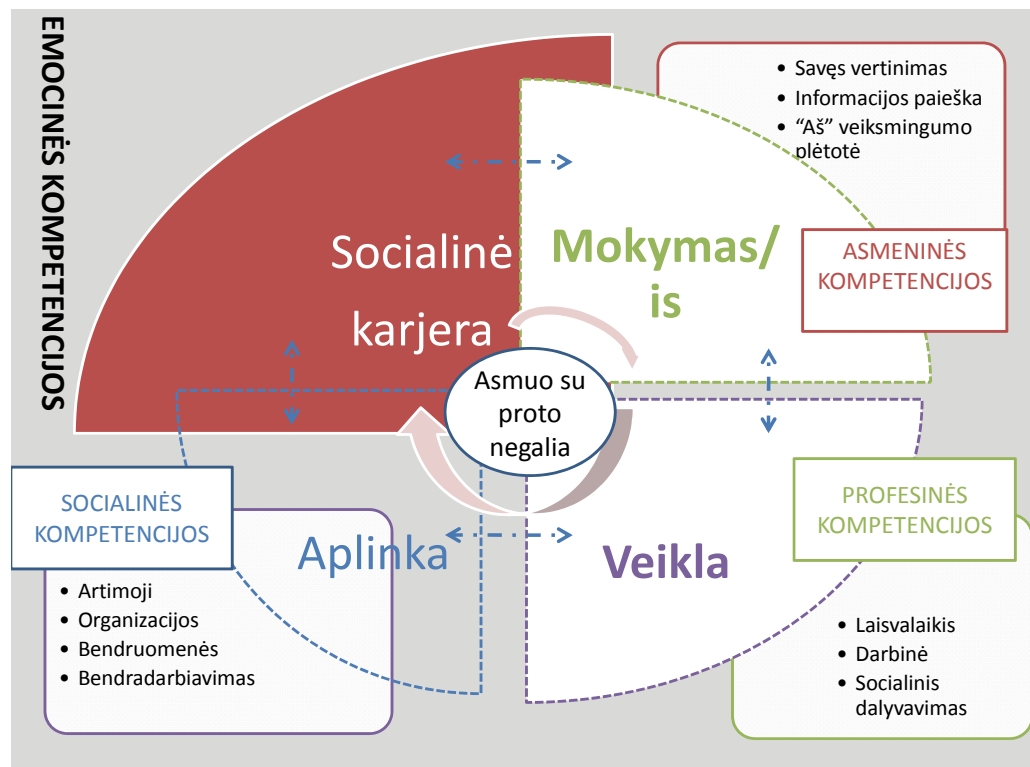 EMOCINĖS KOMPETENCIJOS
• Savęs vertinimas
• Informacijos paieška
• “Aš” veiksmingumo
plėtotė
Socialinė
karjera
Mokymas/
is
ASMENINĖS
KOMPETENCIJOS
Asmuo su
proto
negalia
SOCIALINĖS
KOMPETENCIJOS
PROFESINĖS
KOMPETENCIJOS
Aplinka
Veikla
• Artimoji
• Organizacijos
• Bendruomenės
• Bendradarbiavimas
• Laisvalaikis
• Darbinė
• Socialinis
dalyvavimas